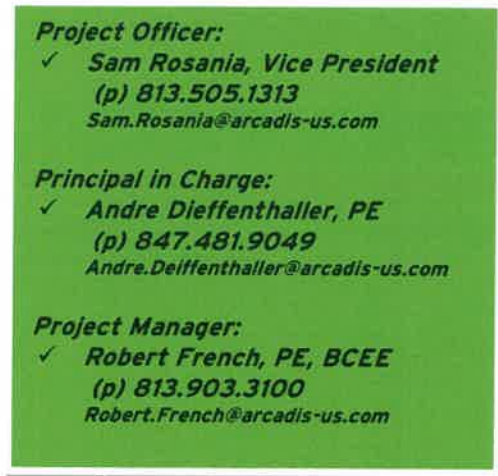 Project Officer:
✓ Sam Rosania, Vice President
(p) 813.505.1313
Sam.Rosania@arcadis-us.com
Principal in Charge:
✓ Andre Dieffenthaller, PE
(p) 847.481.9049
Andre.Deiffenthaller@arcadis-us.com
Project Manager:
✓ Robert French, PE, BCEE
(p) 813.903.3100
Robert.French@arcadis-us.com